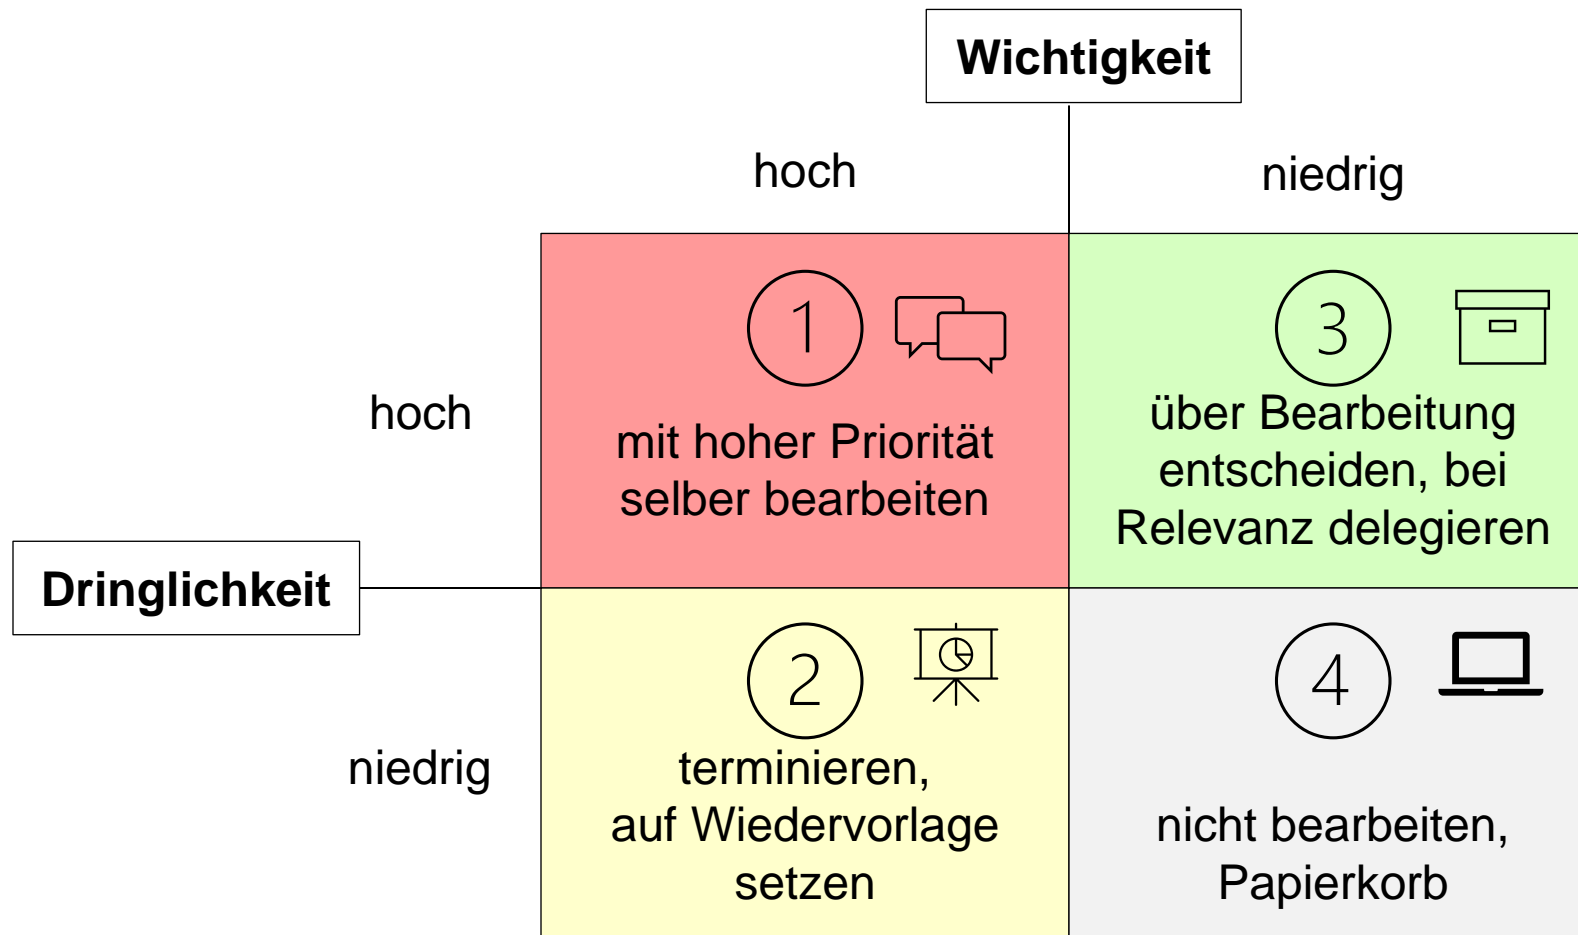 Wichtigkeit
hoch
niedrig
1
3
hoch
mit hoher Priorität
selber bearbeiten
über Bearbeitung
entscheiden, bei
Relevanz delegieren
Dringlichkeit
2
4
niedrig
terminieren,
auf Wiedervorlage
setzen
nicht bearbeiten,
Papierkorb